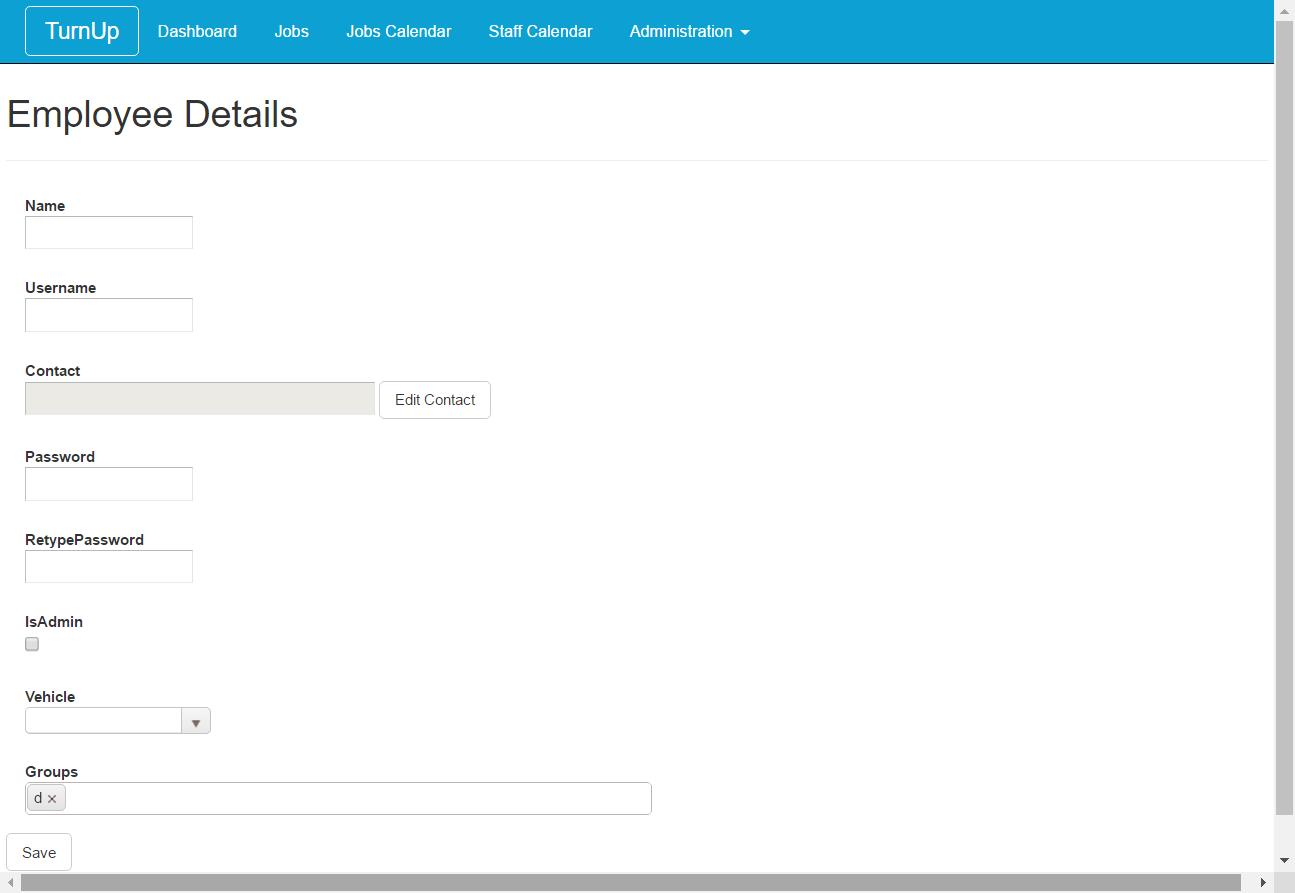 TurnUp Dashboard Jobs Jobs Calendar Staff Calendar Administration
Employee Details
Name
Username
Contact
Edit Contact
Password
RetypePassword
IsAdmin
Vehicle
Groups
d ×
Save